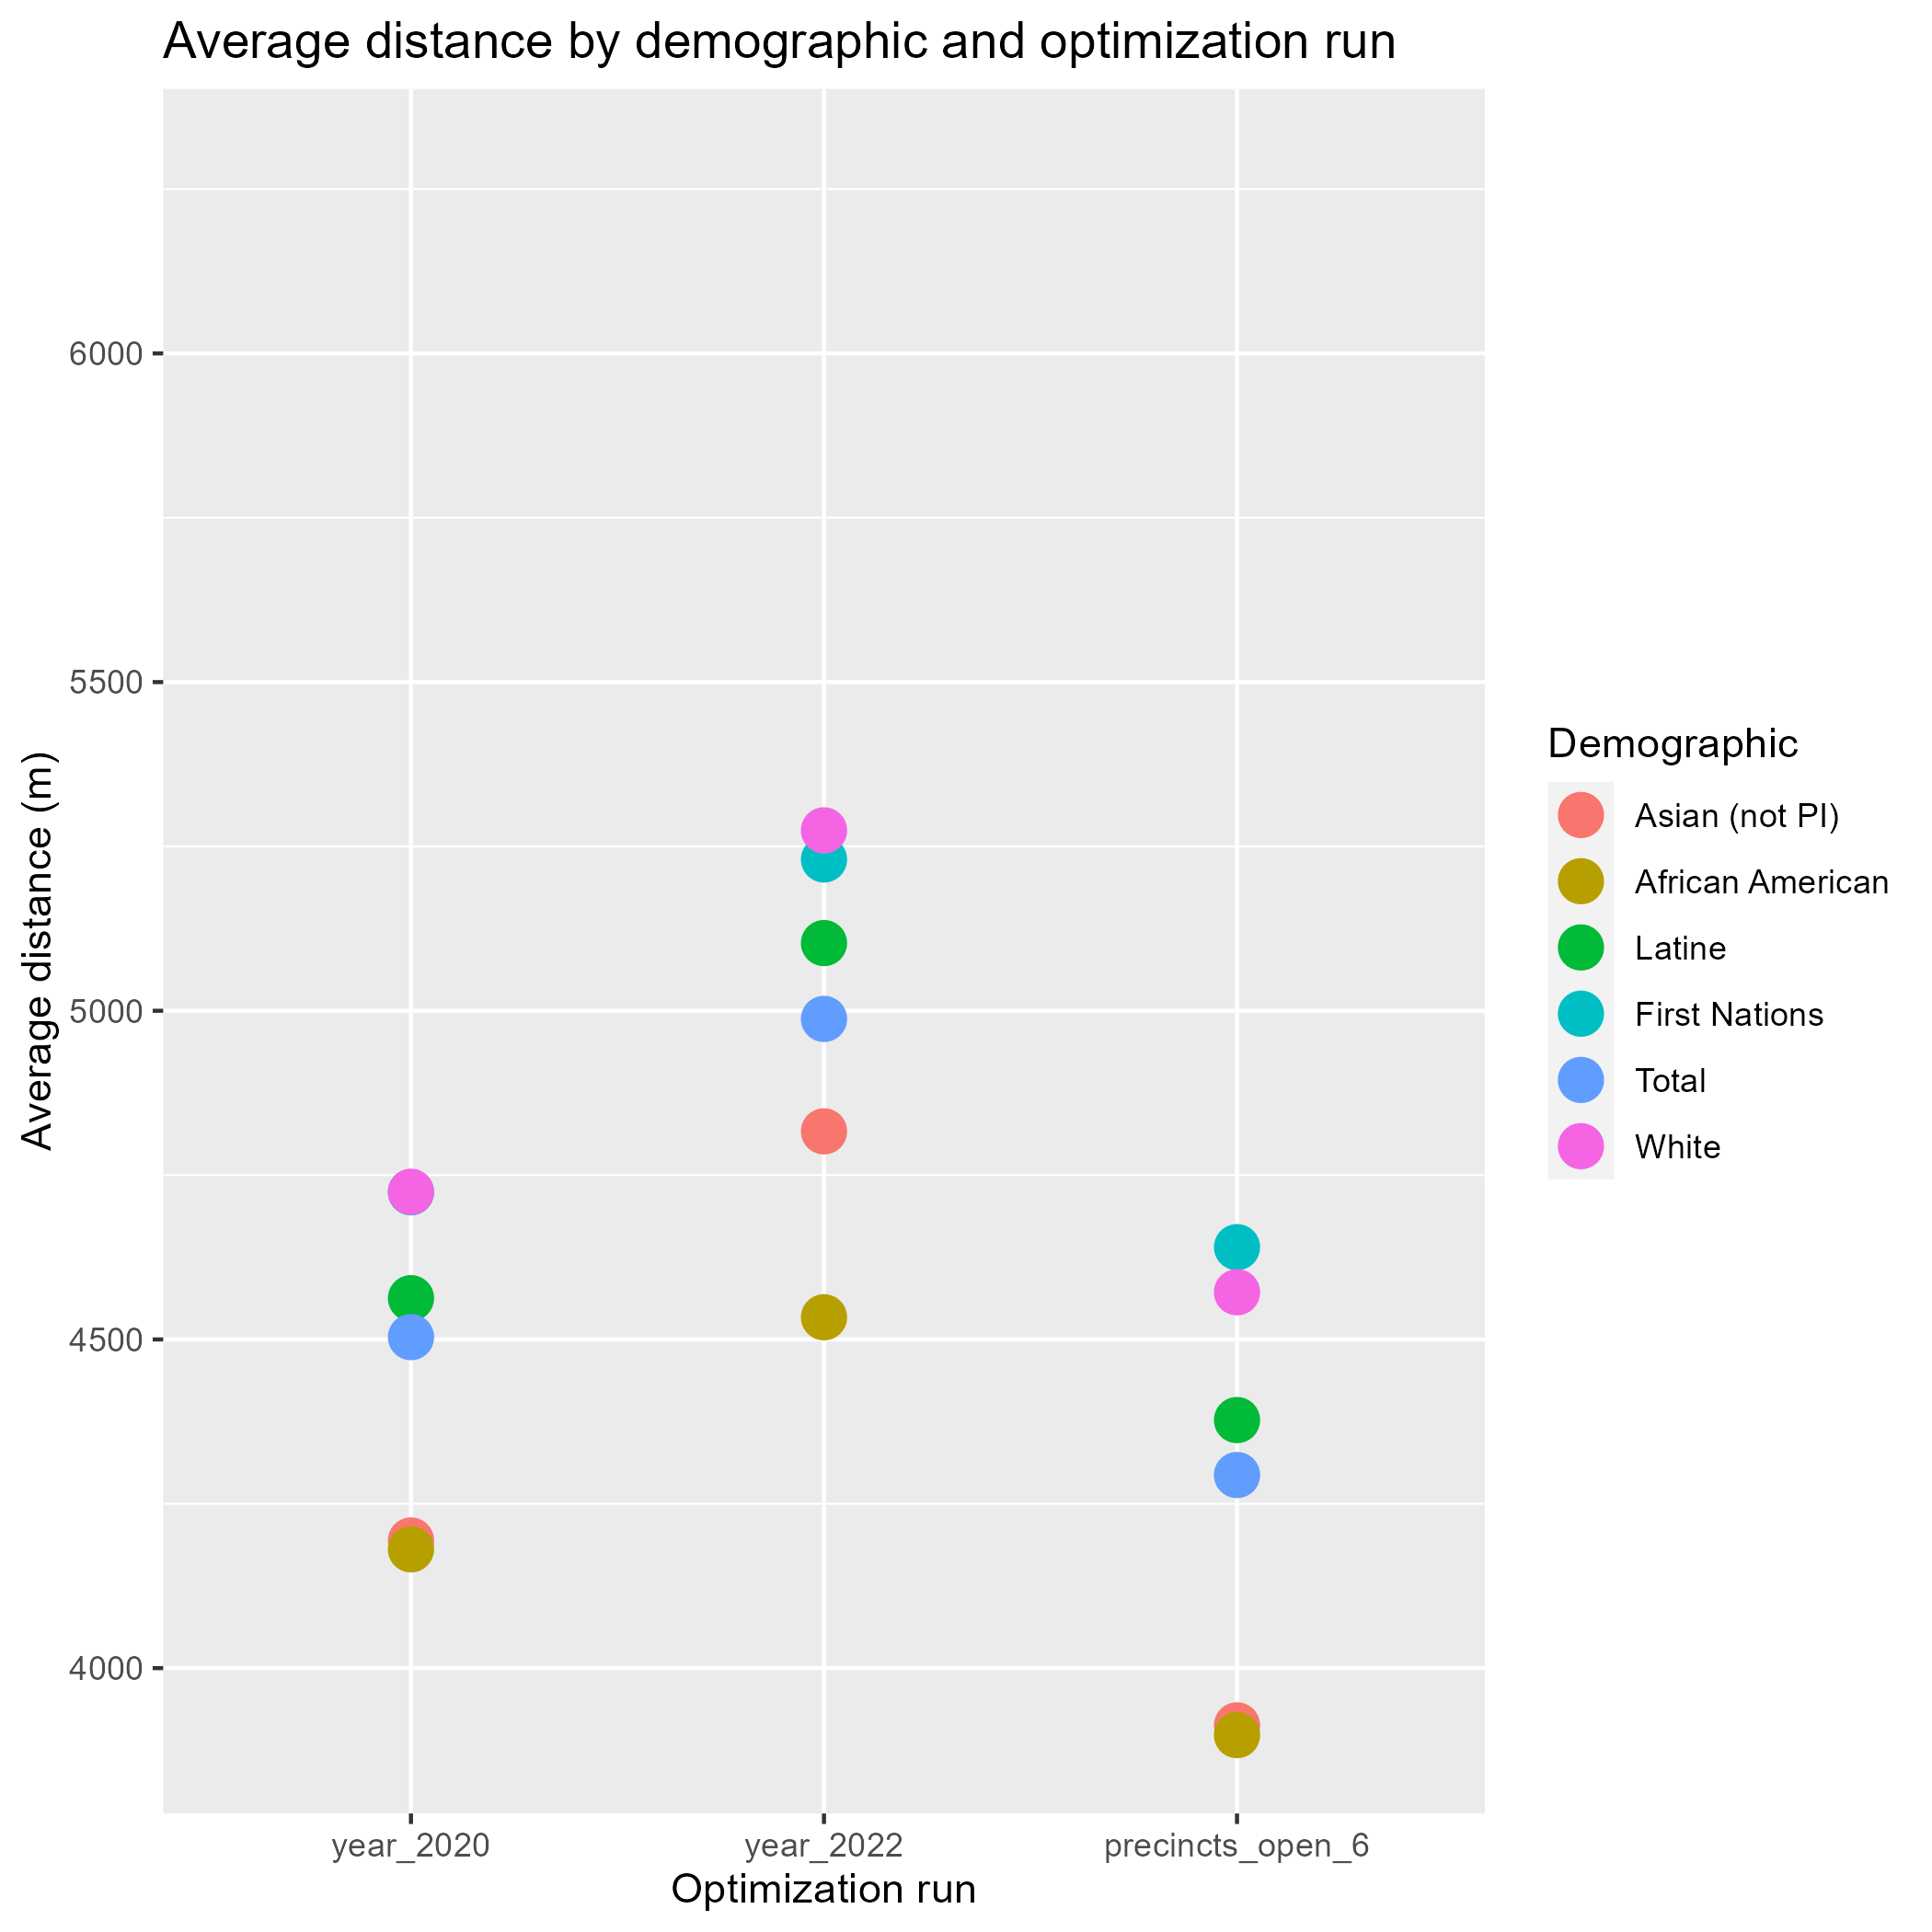 Average distance by demographic and optimization run
Average distance (m)
6000
5500
5000
4500
4000
year_2020
year_2022
precincts_open_6
Optimization run
Demographic
Asian (not PI)
African American
Latine
First Nations
Total
White